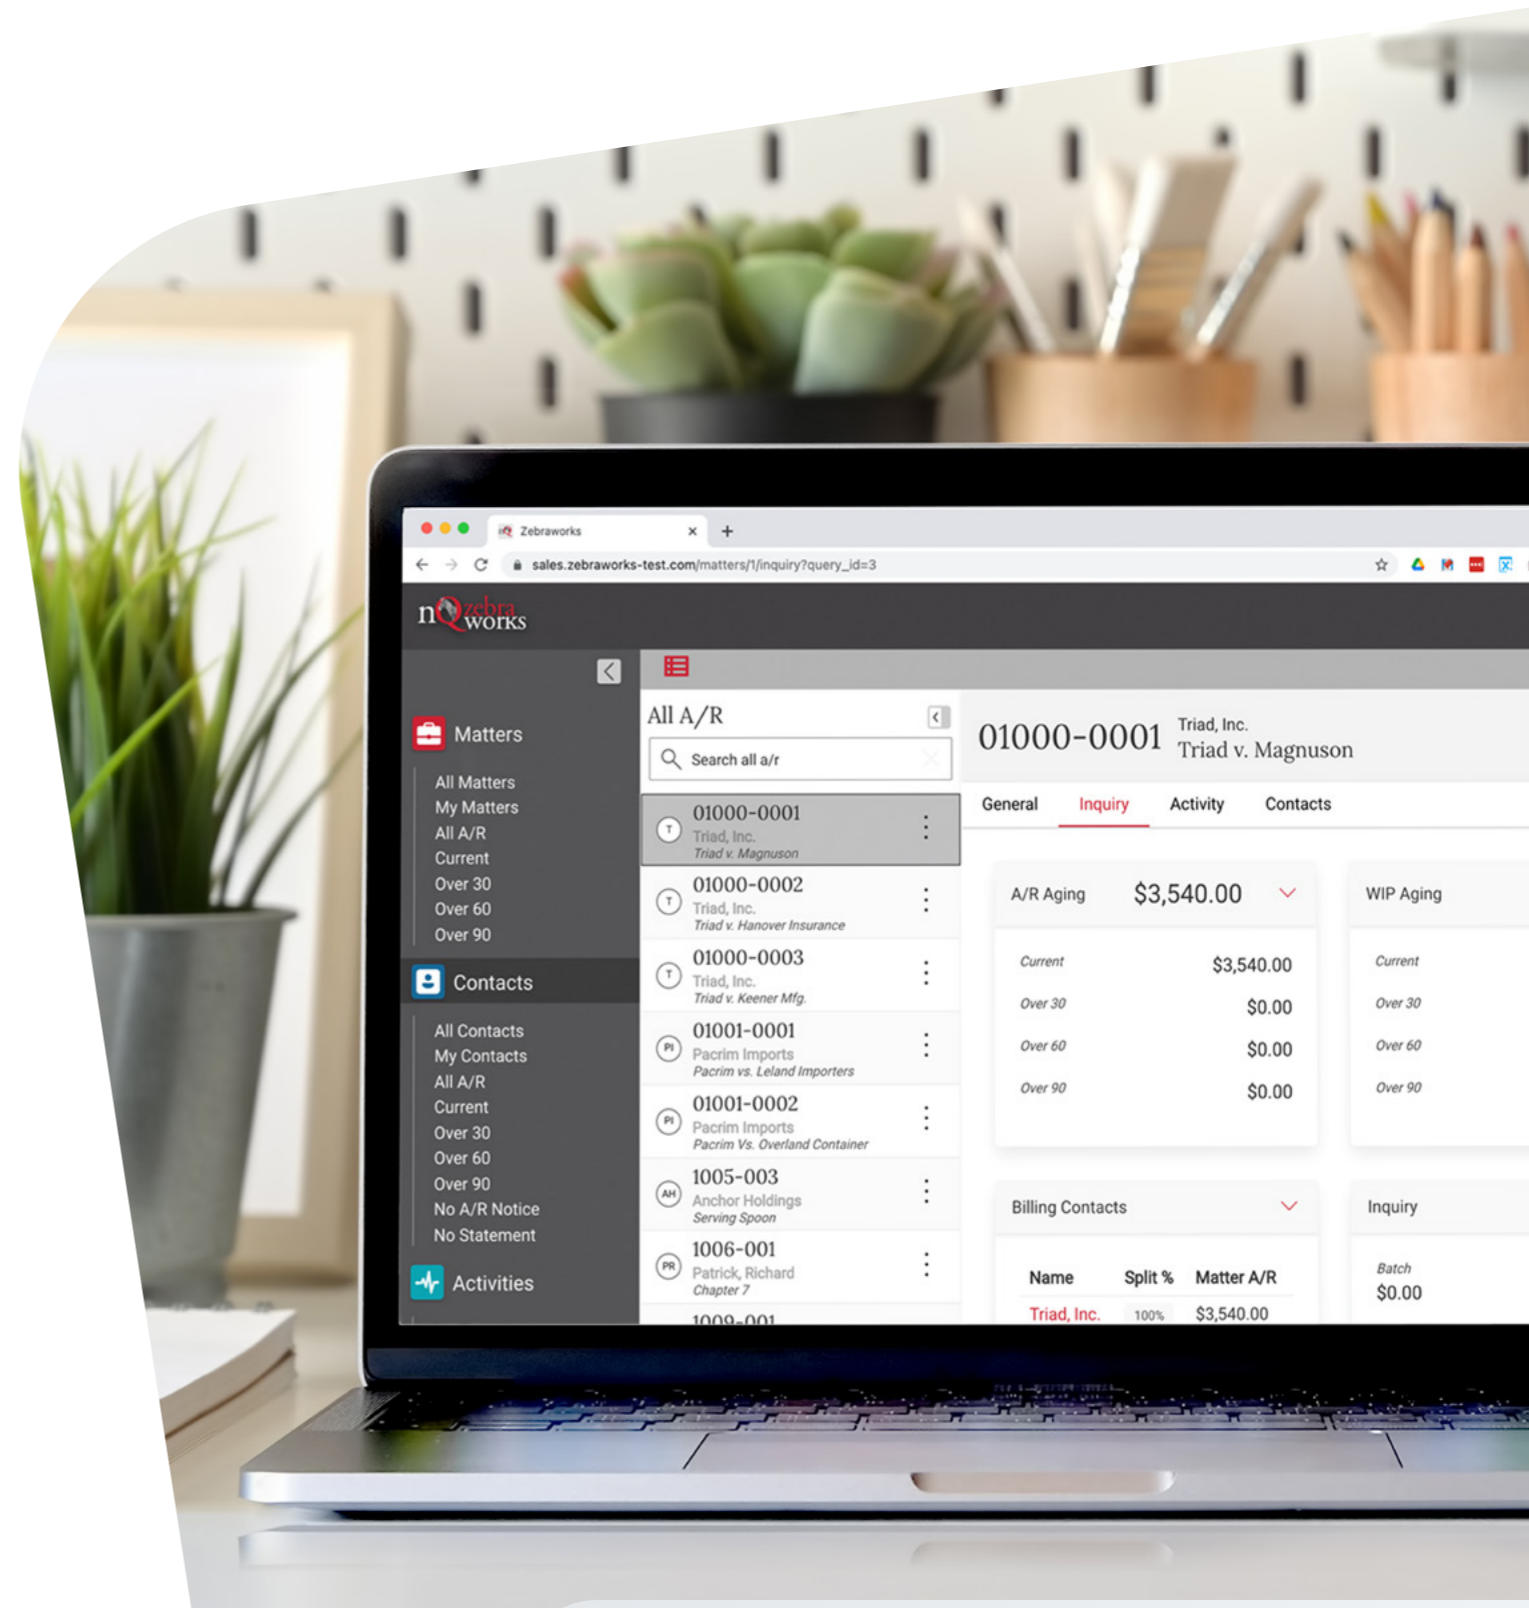 Zebraworks
sales.zebraworks-test.com/matters/1/inquiry?query_id=3
nQ zebra
works
Matters
All Matters
My Matters
All A/R
Current
Over 30
Over 60
Over 90
Contacts
All Contacts
My Contacts
All A/R
Current
Over 30
Over 60
Over 90
No A/R Notice
No Statement
Activities
All A/R
Search all a/r
T
01000-0001
Triad, Inc.
Triad v. Magnuson
T
01000-0002
Triad, Inc.
Triad v. Hanover Insurance
T
01000-0003
Triad, Inc.
Triad v. Keener Mfg.
PI
01001-0001
Pacrim Imports
Pacrim vs. Leland Importers
PI
01001-0002
Pacrim Imports
Pacrim Vs. Overland Container
AH
1005-003
Anchor Holdings
Serving Spoon
PR
1006-001
Patrick, Richard
Chapter 7
1009-001
01000-0001
Triad, Inc.
Triad v. Magnuson
General Inquiry Activity Contacts
A/R Aging $3,540.00
Current $3,540.00
Over 30 $0.00
Over 60 $0.00
Over 90 $0.00
WIP Aging
Current
Over 30
Over 60
Over 90
Billing Contacts
Name Split % Matter A/R
Triad, Inc. 100% $3,540.00
Inquiry
Batch
$0.00